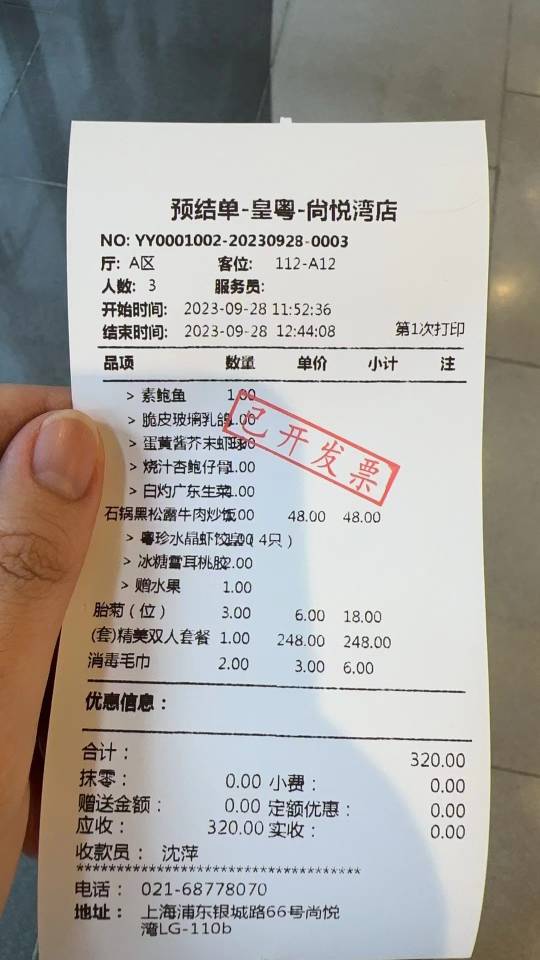 预结单-皇粤-尚悦湾店
NO: YY0001002-20230928-0003
厅: A区 客位: 112-A12
人数: 3 服务员:
开始时间: 2023-09-28 11:52:36
结束时间: 2023-09-28 12:44:08 第1次打印
品项 数量 单价 小计 注
> 素鲍鱼 1.00
> 脆皮玻璃乳鸽1.00
> 蛋黄酱芥末虾球
> 烧汁杏鲍仔骨1.00
> 白灼广东生菜1.00
已开发票
石锅黑松露牛肉炒饭1.00 48.00 48.00
> 粤珍水晶虾饺皇 (4只)
> 冰糖雪耳桃胶2.00
> 赠水果 1.00
胎菊 (位) 3.00 6.00 18.00
(套)精美双人套餐 1.00 248.00 248.00
消毒毛巾 2.00 3.00 6.00
优惠信息:
合计: 320.00
抹零: 0.00 小费: 0.00
赠送金额: 0.00 定额优惠: 0.00
应收: 320.00 实收: 0.00
收款员: 沈萍
************************************
电话: 021-68778070
地址: 上海浦东银城路66号尚悦
湾LG-110b